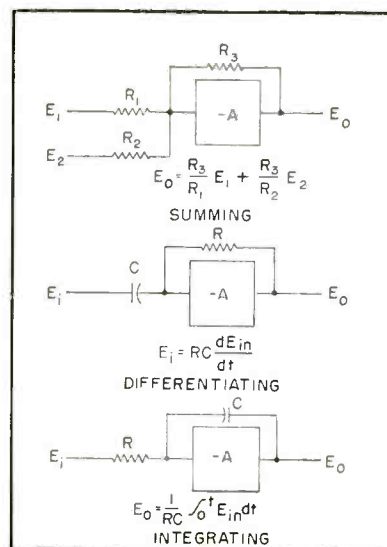 R₃
E₁ R₁ -A E₀
E₂ R₂
E₀ = R₃/R₁ E₁ + R₃/R₂ E₂
SUMMING
R
C
Eᵢ -A E₀
Eᵢ = RC dEin/dt
DIFFERENTIATING
C
Eᵢ R -A E₀
E₀ = 1/RC ∫₀ᵗ Ein dt
INTEGRATING